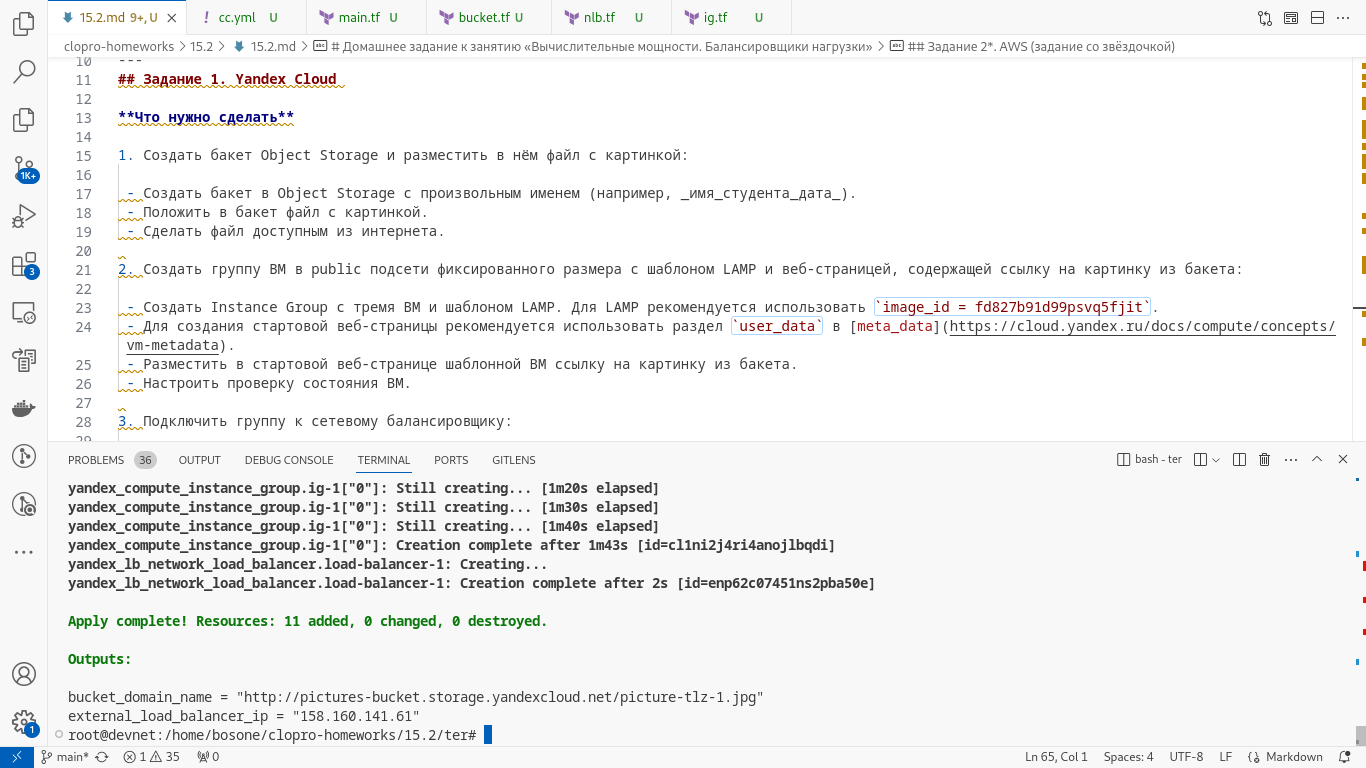 15.2.md 9+, U
cc.yml U
main.tf U
bucket.tf U
nlb.tf U
ig.tf U
clopro-homeworks > 15.2 > 15.2.md > # Домашнее задание к занятию «Вычислительные мощности. Балансировщики нагрузки» > ## Задание 2*. AWS (задание со звёздочкой)
10 ---
11 ## Задание 1. Yandex Cloud
12
13 **Что нужно сделать**
14
15 1. Создать бакет Object Storage и разместить в нём файл с картинкой:
16
17 - Создать бакет в Object Storage с произвольным именем (например, _имя_студента_дата_).
18 - Положить в бакет файл с картинкой.
19 - Сделать файл доступным из интернета.
20
21 2. Создать группу ВМ в public подсети фиксированного размера с шаблоном LAMP и веб-страницей, содержащей ссылку на картинку из бакета:
22
23 - Создать Instance Group с тремя ВМ и шаблоном LAMP. Для LAMP рекомендуется использовать `image_id = fd827b91d99psvq5fjit`.
24 - Для создания стартовой веб-страницы рекомендуется использовать раздел `user_data` в [meta_data](https://cloud.yandex.ru/docs/compute/concepts/
vm-metadata).
25 - Разместить в стартовой веб-странице шаблонной ВМ ссылку на картинку из бакета.
26 - Настроить проверку состояния ВМ.
27
28 3. Подключить группу к сетевому балансировщику:
29
1K+
3
1
PROBLEMS 36 OUTPUT DEBUG CONSOLE TERMINAL PORTS GITLENS
bash - ter
yandex_compute_instance_group.ig-1["0"]: Still creating... [1m20s elapsed]
yandex_compute_instance_group.ig-1["0"]: Still creating... [1m30s elapsed]
yandex_compute_instance_group.ig-1["0"]: Still creating... [1m40s elapsed]
yandex_compute_instance_group.ig-1["0"]: Creation complete after 1m43s [id=cl1ni2j4ri4anojlbqdi]
yandex_lb_network_load_balancer.load-balancer-1: Creating...
yandex_lb_network_load_balancer.load-balancer-1: Creation complete after 2s [id=enp62c07451ns2pba50e]
Apply complete! Resources: 11 added, 0 changed, 0 destroyed.
Outputs:
bucket_domain_name = "http://pictures-bucket.storage.yandexcloud.net/picture-tlz-1.jpg"
external_load_balancer_ip = "158.160.141.61"
root@devnet:/home/bosone/clopro-homeworks/15.2/ter#
main* 1 35 0 Ln 65, Col 1 Spaces: 4 UTF-8 LF Markdown